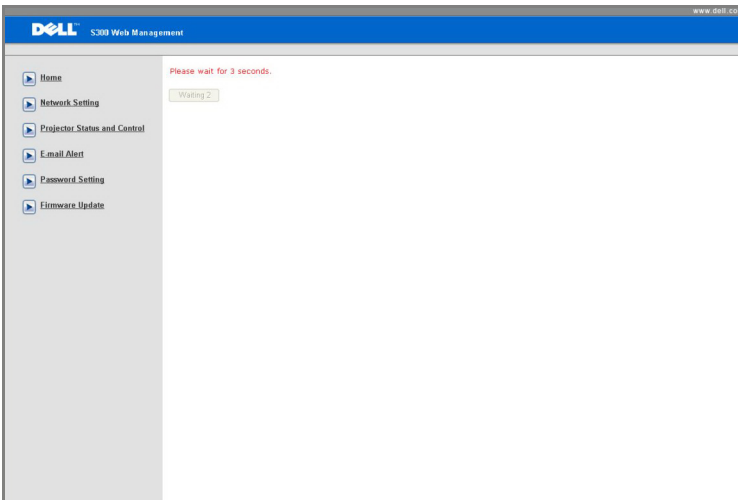 www.dell.co
DELL™ S300 Web Management
Please wait for 3 seconds.
Waiting 2
Home
Network Setting
Projector Status and Control
E-mail Alert
Password Setting
Firmware Update